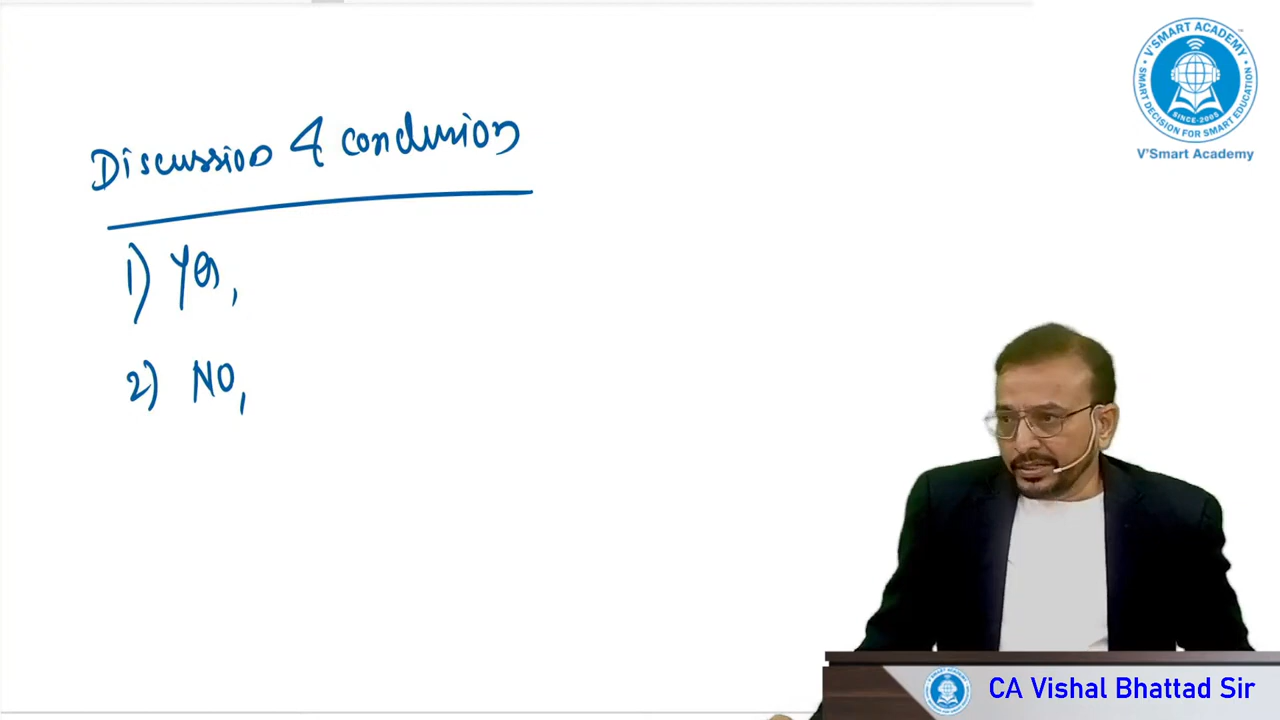 Discussion & conclusion
1) Yes,
2) NO,
V'SMART ACADEMY
SMART DECISION FOR SMART EDUCATION
SINCE-2005
V'Smart Academy
CA Vishal Bhattad Sir